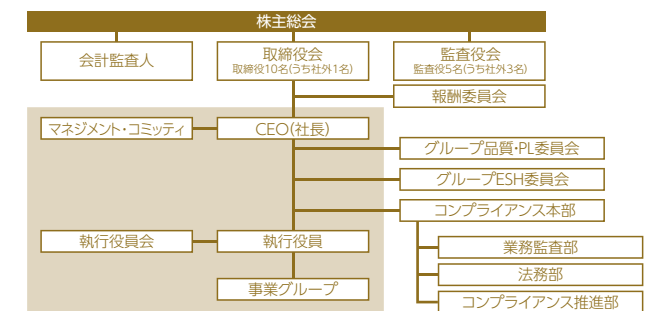 株主総会
会計監査人
取締役会
取締役10名(うち社外1名)
監査役会
監査役5名(うち社外3名)
報酬委員会
マネジメント・コミッティ
CEO(社長)
グループ品質・PL委員会
グループESH委員会
コンプライアンス本部
執行役員会
執行役員
業務監査部
法務部
事業グループ
コンプライアンス推進部